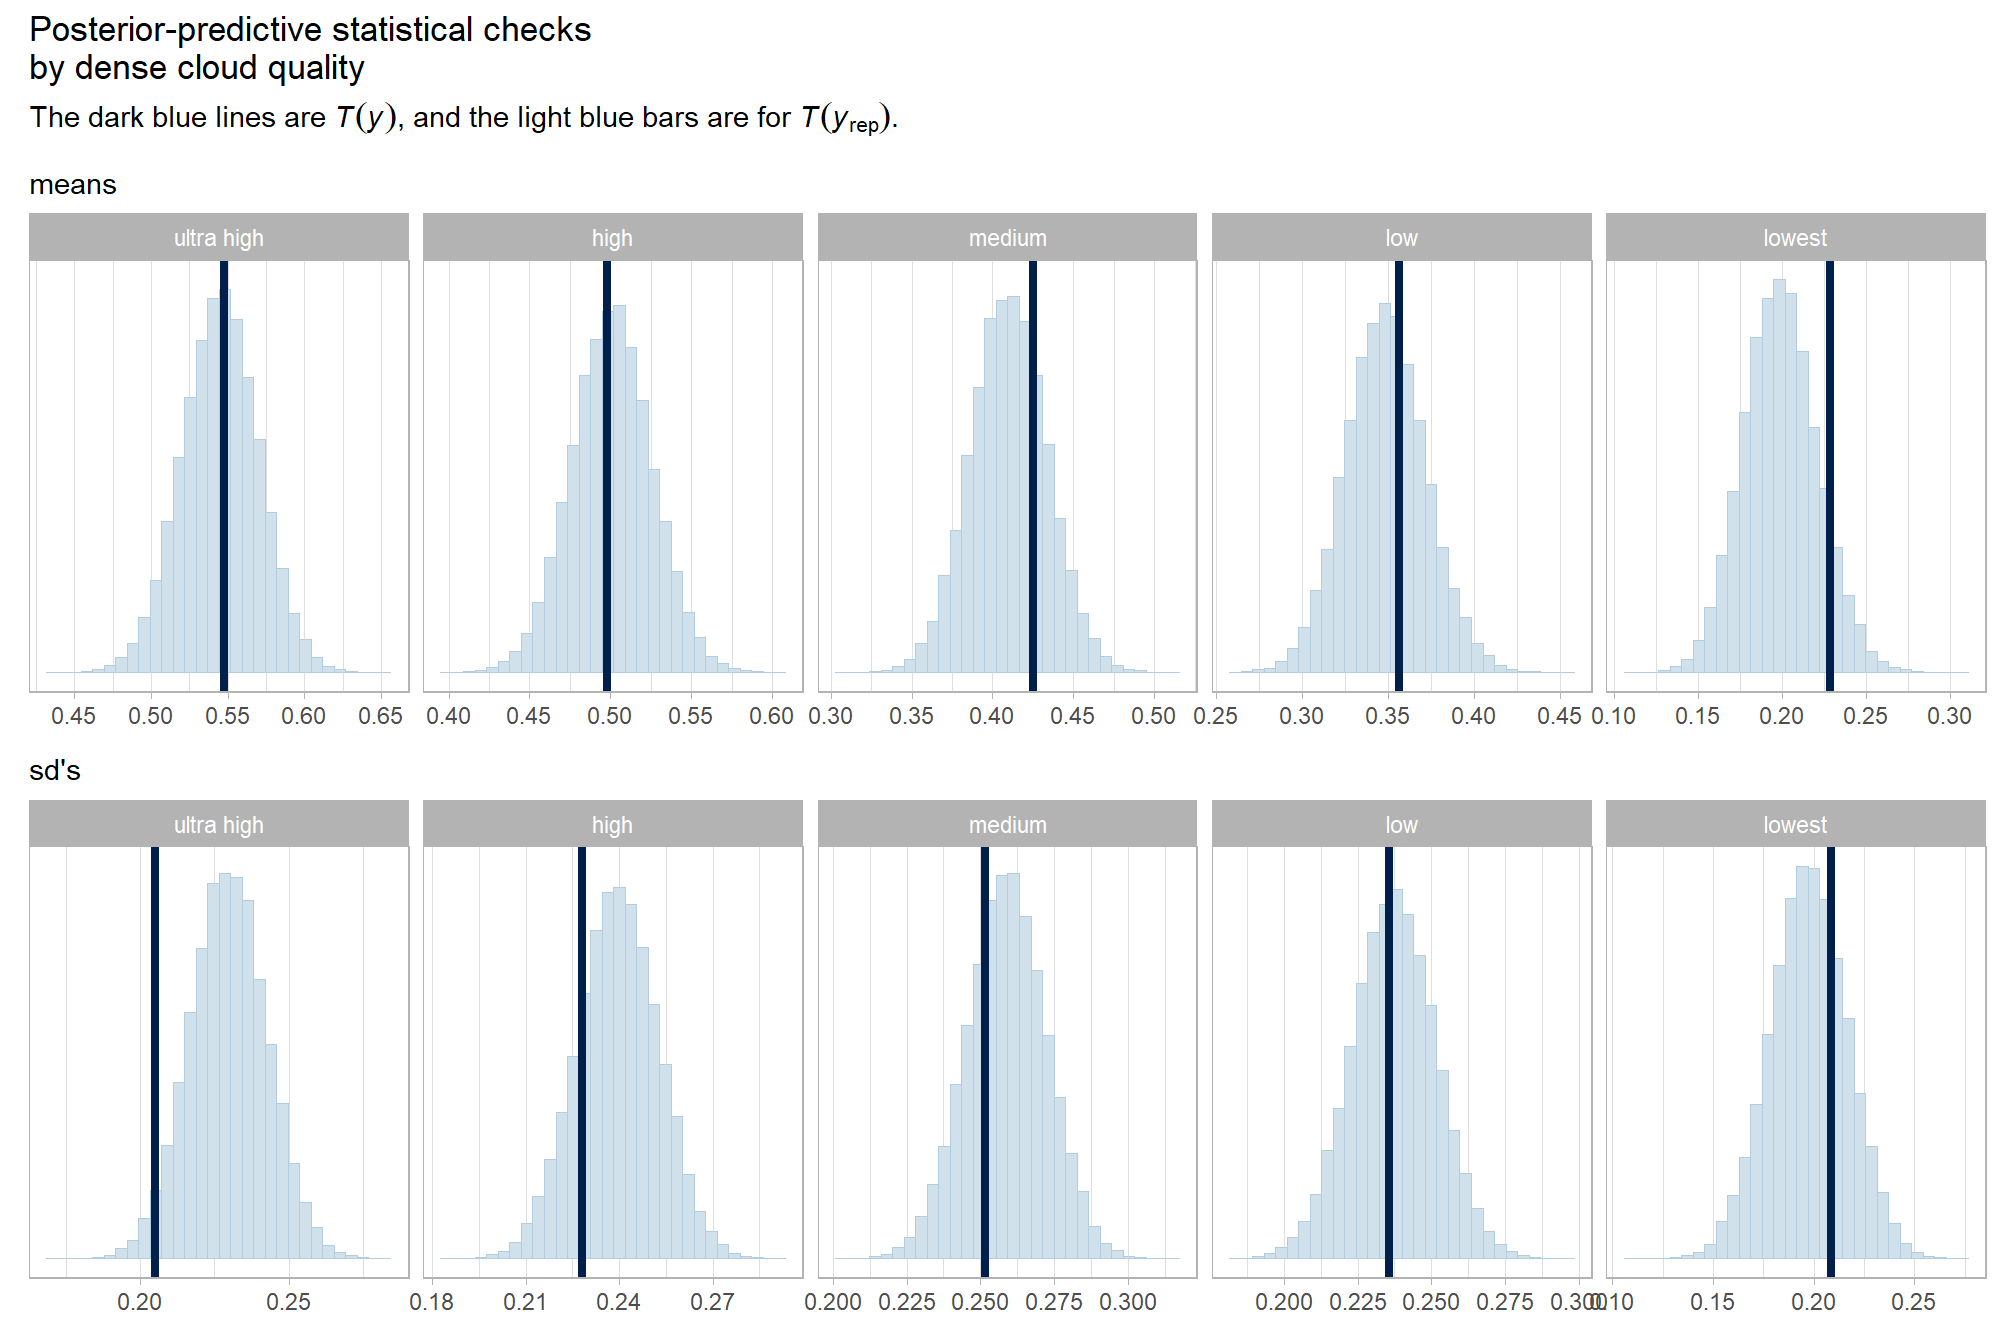 Posterior-predictive statistical checks
by dense cloud quality
The dark blue lines are T(y), and the light blue bars are for T(y_rep).
means
ultra high high medium low lowest
0.45 0.50 0.55 0.60 0.65 0.40 0.45 0.50 0.55 0.60 0.30 0.35 0.40 0.45 0.50 0.25 0.30 0.35 0.40 0.45 0.10 0.15 0.20 0.25 0.30
sd's
ultra high high medium low lowest
0.20 0.25 0.18 0.21 0.24 0.27 0.200 0.225 0.250 0.275 0.300 0.200 0.225 0.250 0.275 0.300 0.10 0.15 0.20 0.25